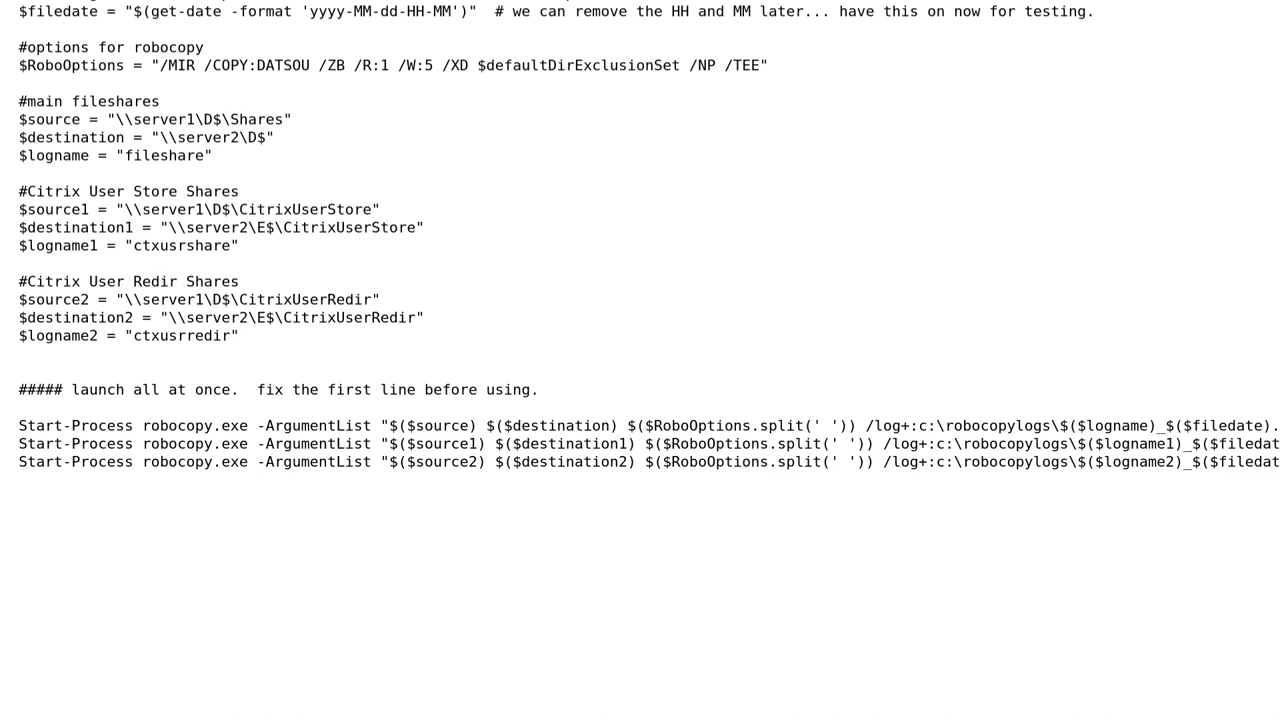 $filedate = "$(get-date -format 'yyyy-MM-dd-HH-MM')"  # we can remove the HH and MM later... have this on now for testing.
#options for robocopy
$RoboOptions = "/MIR /COPY:DATSOU /ZB /R:1 /W:5 /XD $defaultDirExclusionSet /NP /TEE"
#main fileshares
$source = "\\server1\D$\Shares"
$destination = "\\server2\D$"
$logname = "fileshare"
#Citrix User Store Shares
$source1 = "\\server1\D$\CitrixUserStore"
$destination1 = "\\server2\E$\CitrixUserStore"
$logname1 = "ctxusrshare"
#Citrix User Redir Shares
$source2 = "\\server1\D$\CitrixUserRedir"
$destination2 = "\\server2\E$\CitrixUserRedir"
$logname2 = "ctxusrredir"
##### launch all at once.  fix the first line before using.
Start-Process robocopy.exe -ArgumentList "$($source) $($destination) $($RoboOptions.split(' ')) /log+:c:\robocopylogs\$($logname)_$($filedate).
Start-Process robocopy.exe -ArgumentList "$($source1) $($destination1) $($RoboOptions.split(' ')) /log+:c:\robocopylogs\$($logname1)_$($filedat
Start-Process robocopy.exe -ArgumentList "$($source2) $($destination2) $($RoboOptions.split(' ')) /log+:c:\robocopylogs\$($logname2)_$($filedat